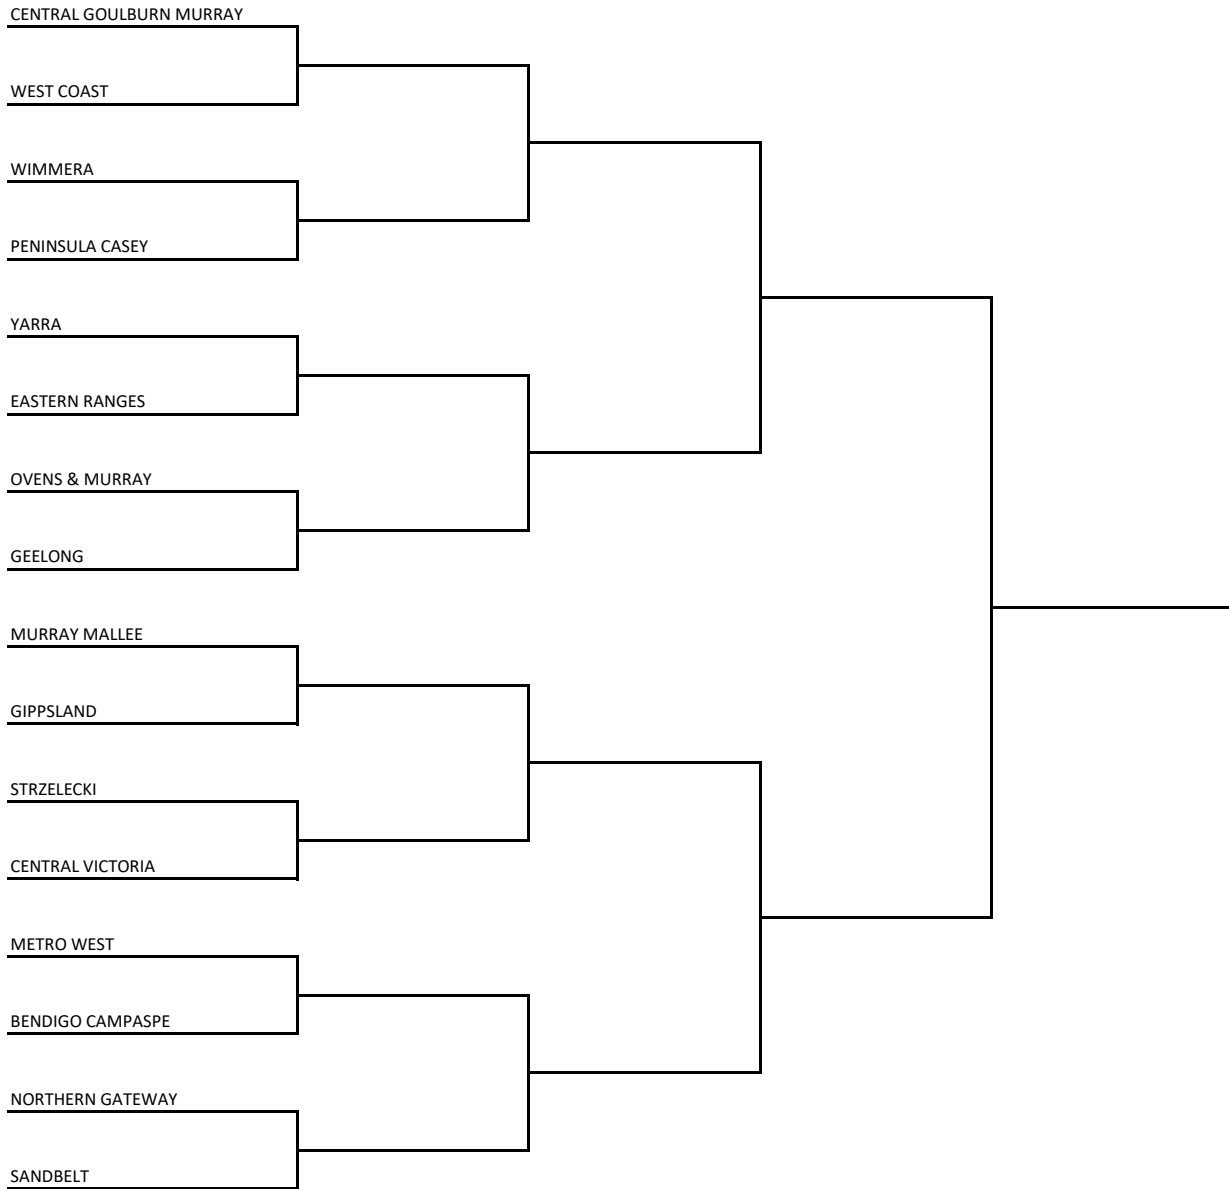 CENTRAL GOULBURN MURRAY
WEST COAST
WIMMERA
PENINSULA CASEY
YARRA
EASTERN RANGES
OVENS & MURRAY
GEELONG
MURRAY MALLEE
GIPPSLAND
STRZELECKI
CENTRAL VICTORIA
METRO WEST
BENDIGO CAMPASPE
NORTHERN GATEWAY
SANDBELT